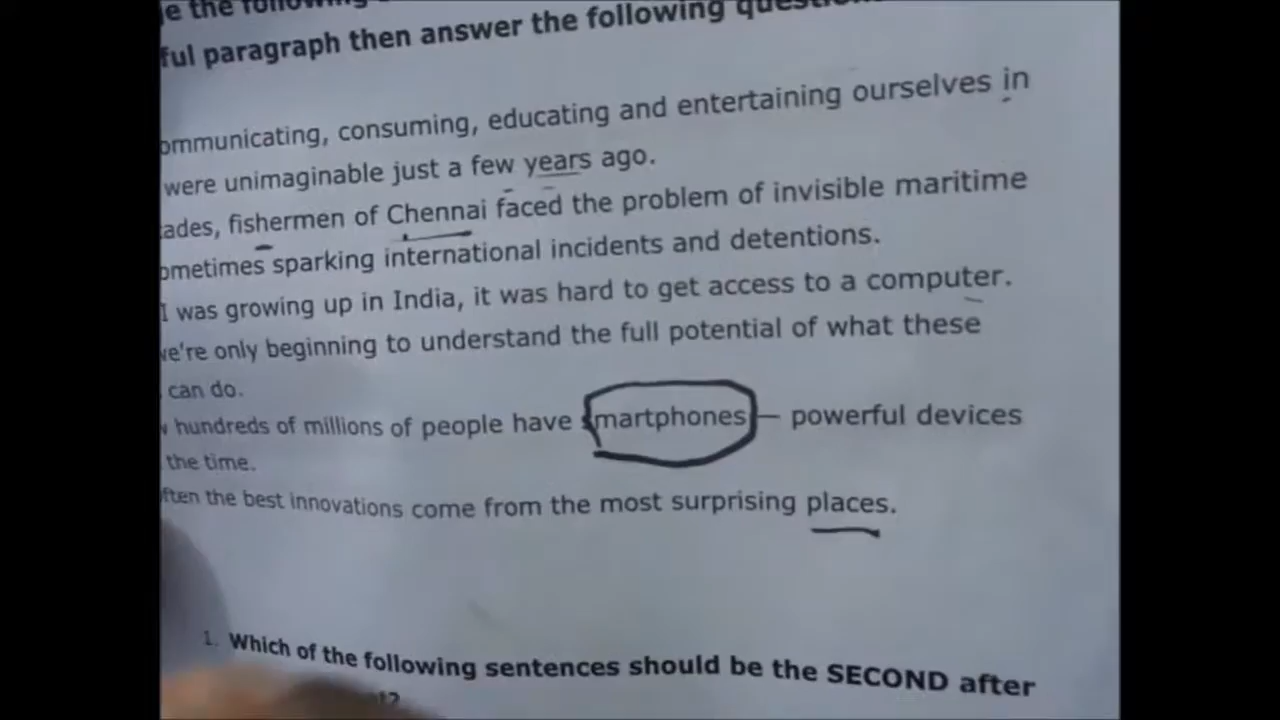 e the following
ful paragraph then answer the following
ommunicating, consuming, educating and entertaining ourselves in
were unimaginable just a few years ago.
ades, fishermen of Chennai faced the problem of invisible maritime
ometimes sparking international incidents and detentions.
I was growing up in India, it was hard to get access to a computer.
we're only beginning to understand the full potential of what these
can do.
hundreds of millions of people have smartphones — powerful devices
the time.
ften the best innovations come from the most surprising places.
1. Which of the following sentences should be the SECOND after